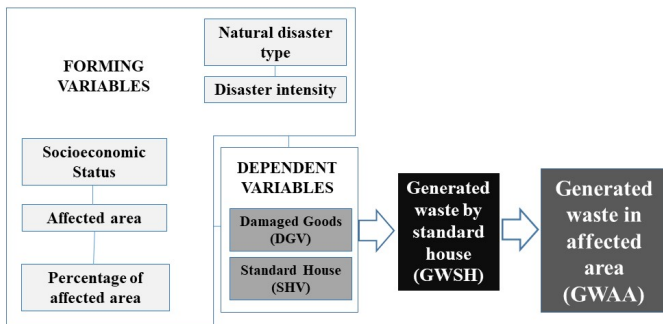 FORMING
VARIABLES
Natural disaster
type
Disaster intensity
Socioeconomic
Status
Affected area
Percentage of
affected area
DEPENDENT
VARIABLES
Damaged Goods
(DGV)
Standard House
(SHV)
Generated
waste by
standard
house
(GWSH)
Generated
waste in
affected
area
(GWAA)